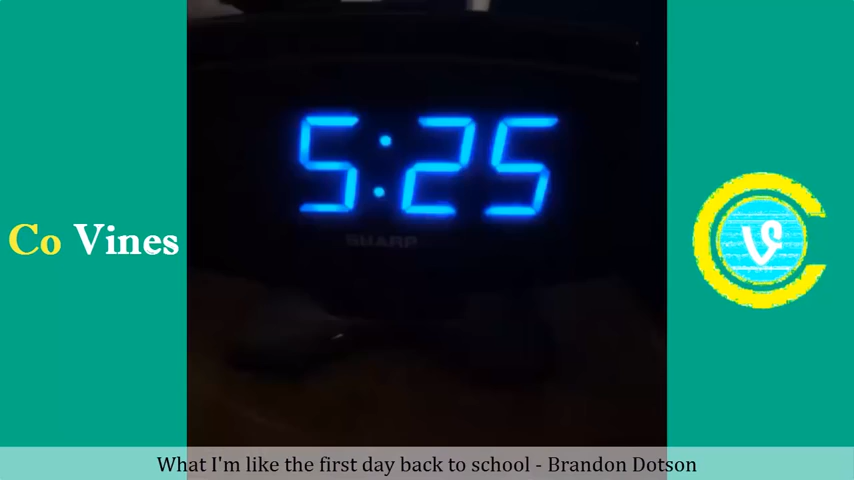 5:25
SHARP
Co Vines
What I'm like the first day back to school - Brandon Dotson